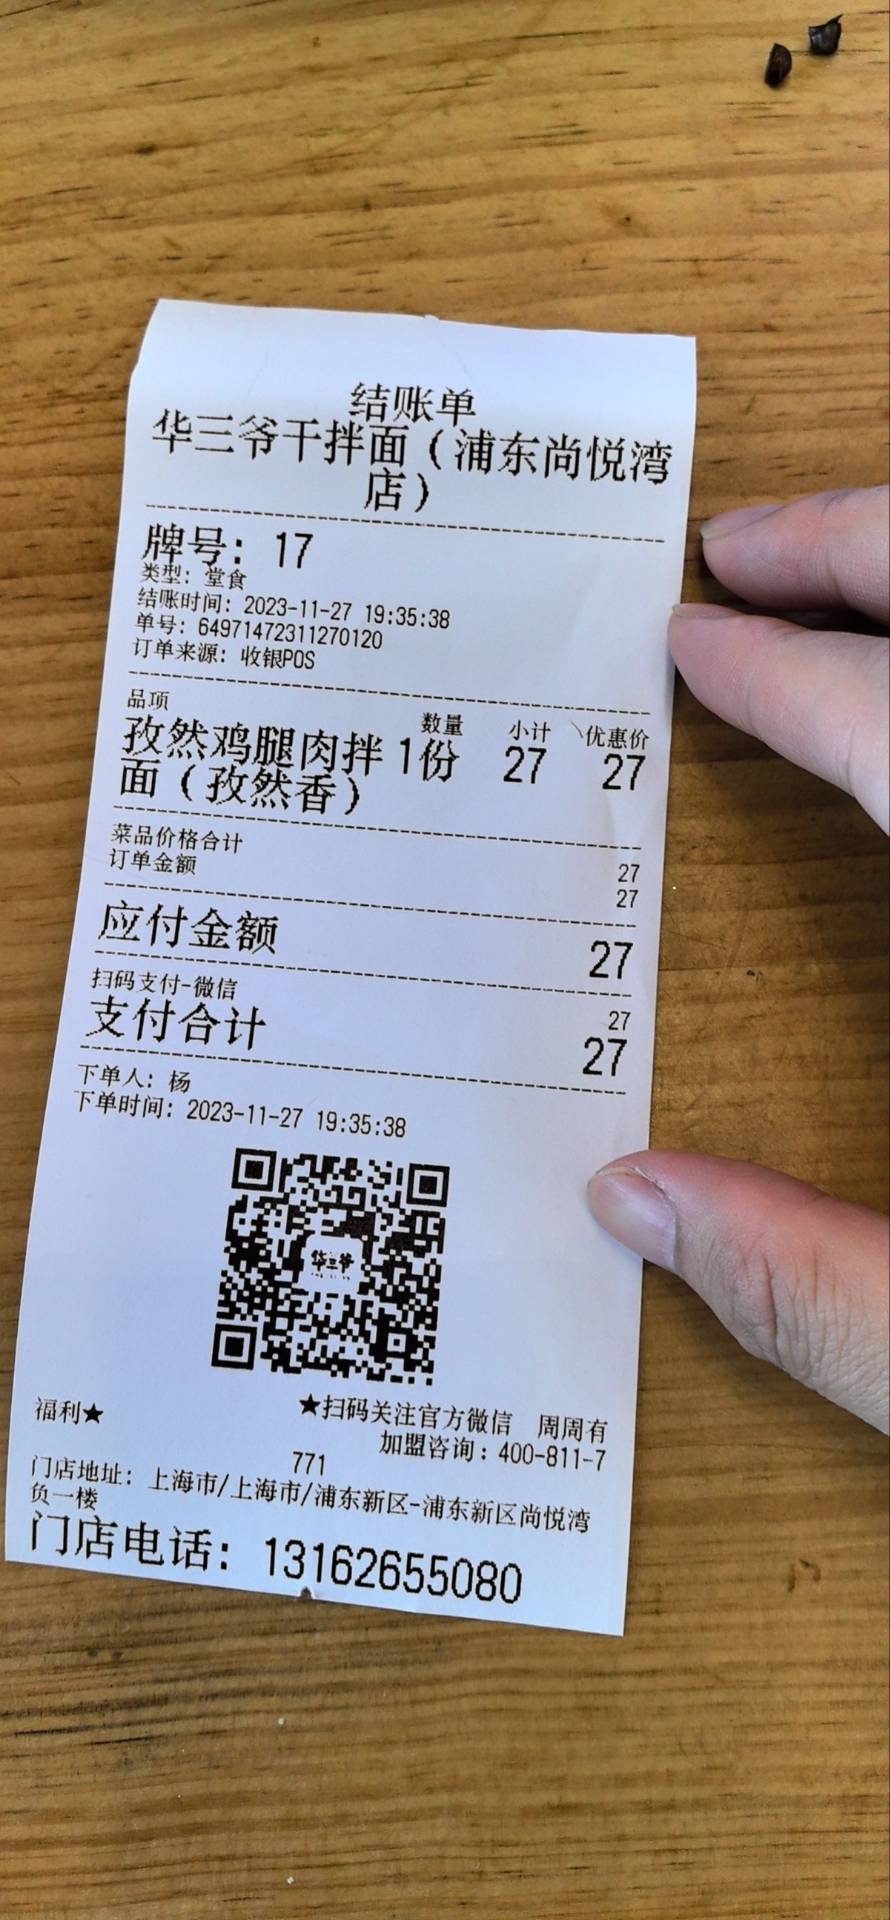 结账单
华三爷干拌面（浦东尚悦湾
店）
牌号：17
类型：堂食
结账时间：2023-11-27 19:35:38
单号：64971472311270120
订单来源：收银POS
品项 数量 小计 优惠价
孜然鸡腿肉拌 1份 27 27
面（孜然香）
菜品价格合计 27
订单金额 27
应付金额 27
扫码支付-微信 27
支付合计 27
下单人：杨
下单时间：2023-11-27 19:35:38
华三爷
★扫码关注官方微信 周周有
福利★
加盟咨询：400-811-7
771
门店地址：上海市/上海市/浦东新区-浦东新区尚悦湾
负一楼
门店电话：13162655080